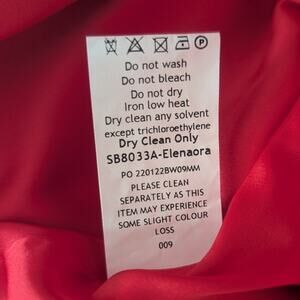 P
Do not wash
Do not bleach
Do not dry
Iron low heat
Dry clean any solvent
except trichloroethylene
Dry Clean Only
SB8033A-Elenaora
PO 220122BW09MM
PLEASE CLEAN
SEPARATELY AS THIS
ITEM MAY EXPERIENCE
SOME SLIGHT COLOUR
LOSS
009